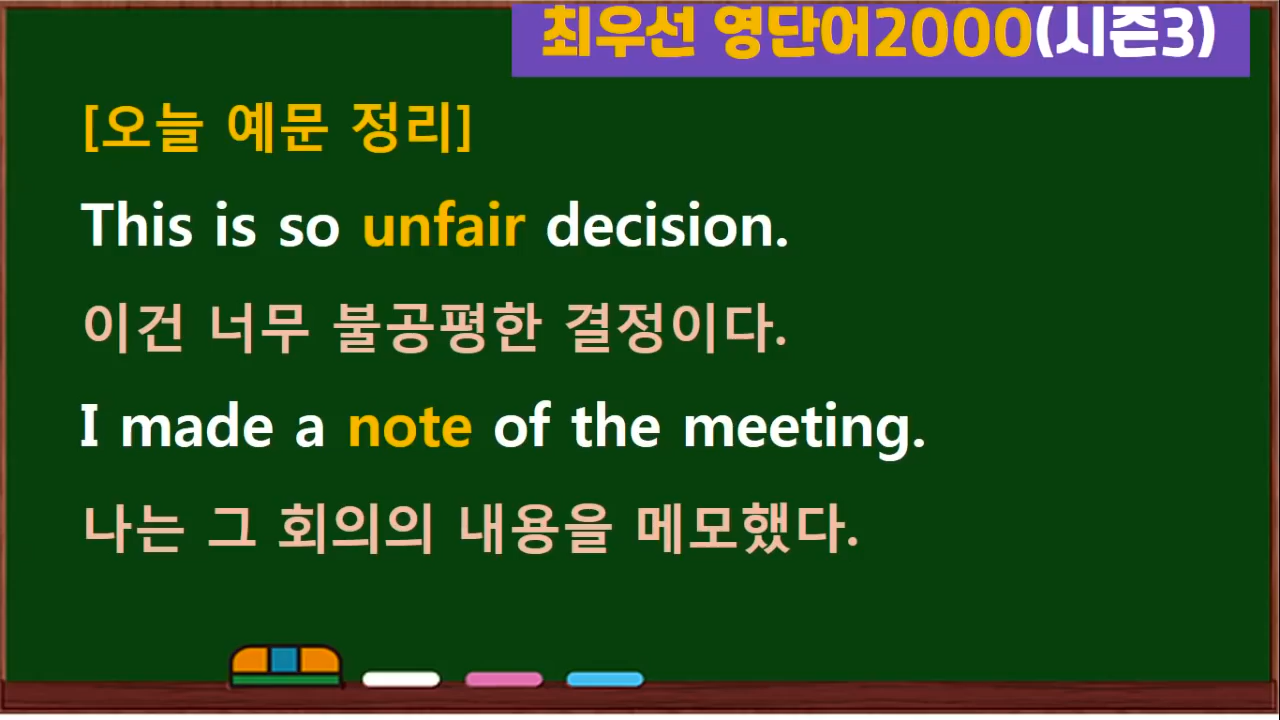 최우선 영단어2000(시즌3)
[오늘 예문 정리]
This is so unfair decision.
이건 너무 불공평한 결정이다.
I made a note of the meeting.
나는 그 회의의 내용을 메모했다.